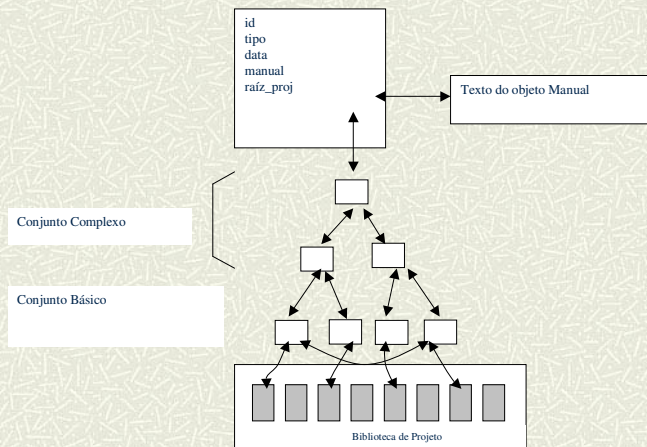 id
tipo
data
manual
raíz_proj
Texto do objeto Manual
Conjunto Complexo
Conjunto Básico
Biblioteca de Projeto